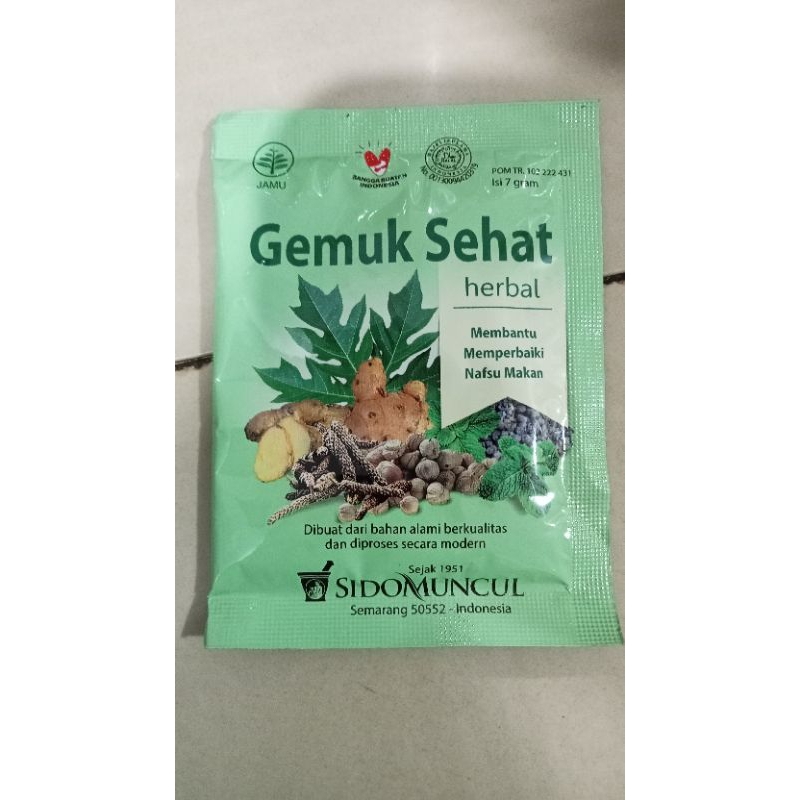 JAMU
BANGGA BUATAN
INDONESIA
POM TR. 102 222 431
Isi 7 gram
Gemuk Sehat
herbal
Membantu
Memperbaiki
Nafsu Makan
Dibuat dari bahan alami berkualitas
dan diproses secara modern
Sejak 1951
SIDOMUNCUL
Semarang 50552 - Indonesia